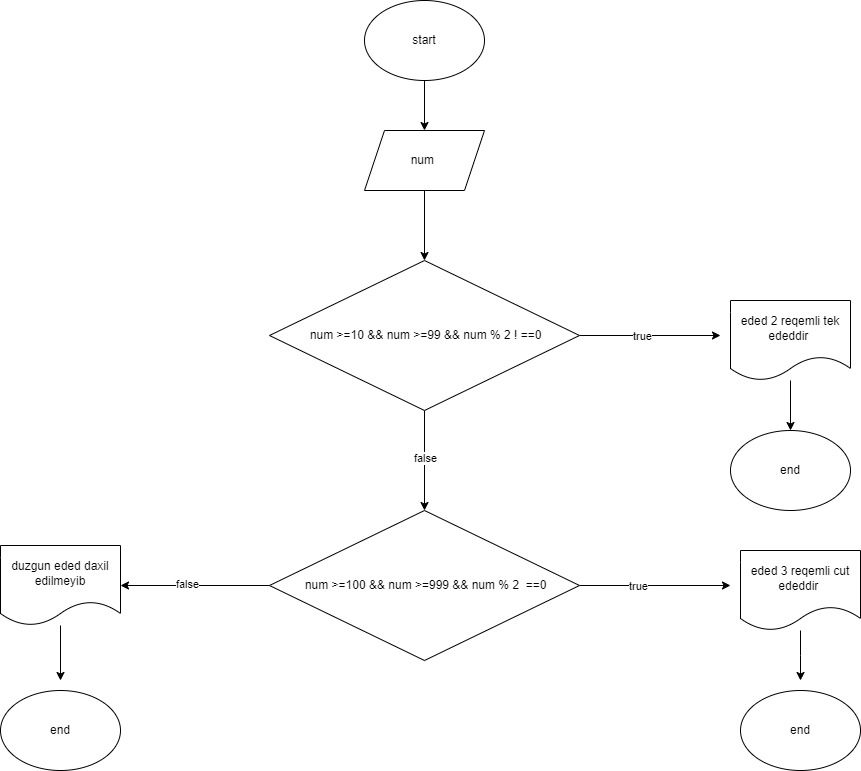 start
num
num >=10 && num >=99 && num % 2 ! ==0
true
eded 2 reqemli tek
ededdir
end
false
num >=100 && num >=999 && num % 2  ==0
false
duzgun eded daxil
edilmeyib
end
true
eded 3 reqemli cut
ededdir
end